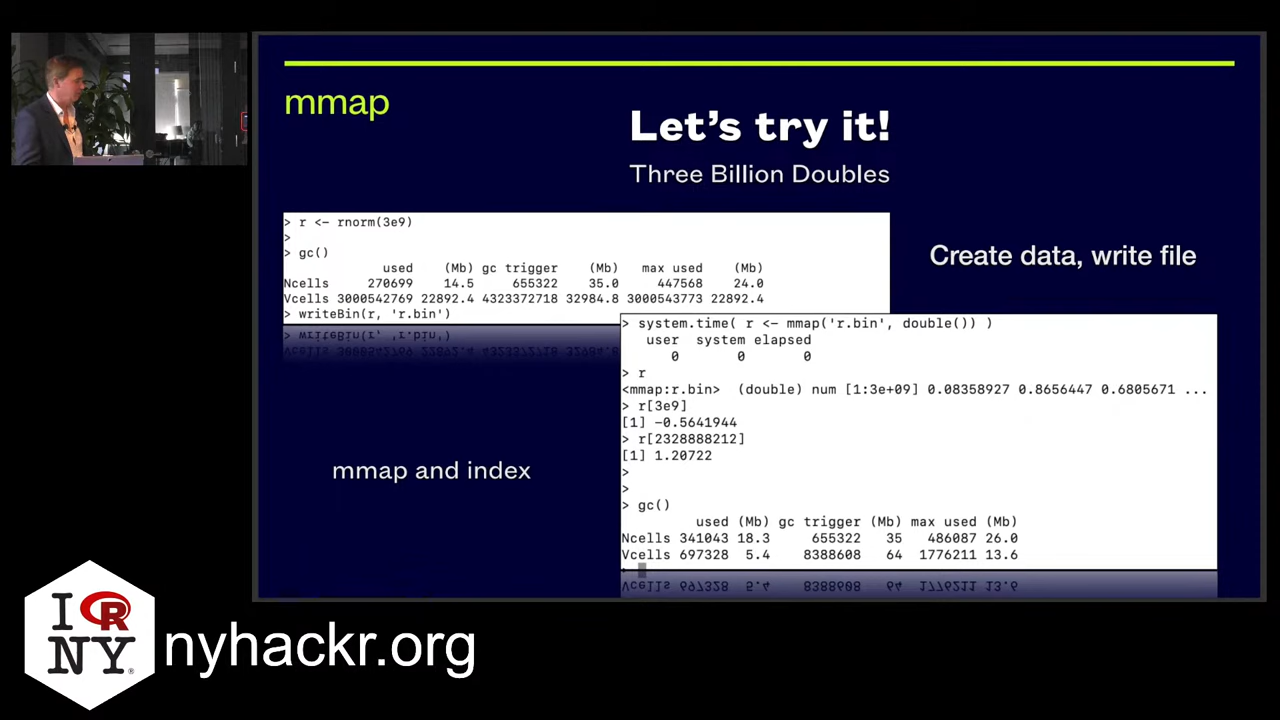 mmap
Let's try it!
Three Billion Doubles
> r <- rnorm(3e9)
>
> gc()
used (Mb) gc trigger (Mb) max used (Mb)
Ncells 270699 14.5 655322 35.0 447568 24.0
Vcells 3000542769 22892.4 4323372718 32984.8 3000543773 22892.4
> writeBin(r, 'r.bin')
Create data, write file
> system.time( r <- mmap('r.bin', double()) )
user system elapsed
0 0 0
> r
<mmap:r.bin> (double) num [1:3e+09] 0.08358927 0.8656447 0.6805671 ...
> r[3e9]
[1] -0.5641944
> r[2328888212]
[1] 1.20722
>
>
> gc()
used (Mb) gc trigger (Mb) max used (Mb)
Ncells 341043 18.3 655322 35 486087 26.0
Vcells 697328 5.4 8388608 64 1776211 13.6
mmap and index
I R
NY
nyhackr.org